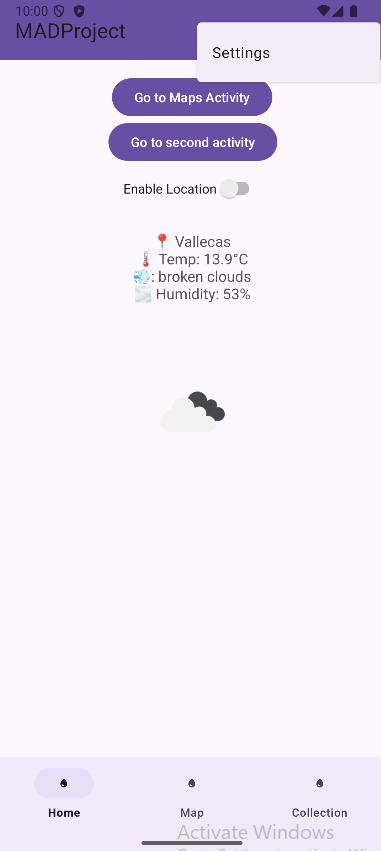 10:00
MADProject
Settings
Go to Maps Activity
Go to second activity
Enable Location
📍 Vallecas
🌡️ Temp: 13.9°C
💨: broken clouds
🌫️ Humidity: 53%
Home
Map
Collection
Activate Windows